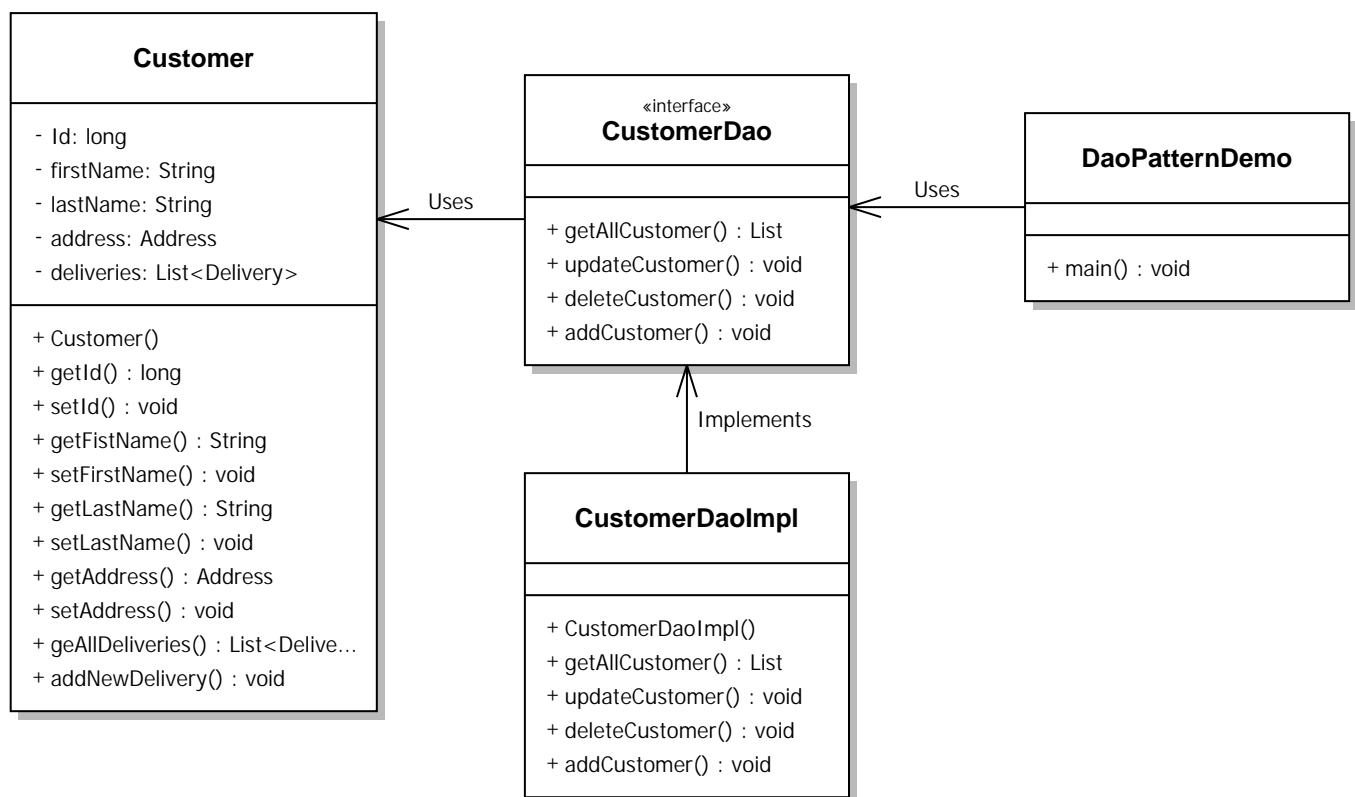 Customer
- Id: long
- firstName: String
- lastName: String
- address: Address
- deliveries: List<Delivery>
+ Customer()
+ getId() : long
+ setId() : void
+ getFistName() : String
+ setFirstName() : void
+ getLastName() : String
+ setLastName() : void
+ getAddress() : Address
+ setAddress() : void
+ geAllDeliveries() : List<Delive...
+ addNewDelivery() : void
Uses
«interface»
CustomerDao
+ getAllCustomer() : List
+ updateCustomer() : void
+ deleteCustomer() : void
+ addCustomer() : void
Uses
DaoPatternDemo
+ main() : void
Implements
CustomerDaoImpl
+ CustomerDaoImpl()
+ getAllCustomer() : List
+ updateCustomer() : void
+ deleteCustomer() : void
+ addCustomer() : void